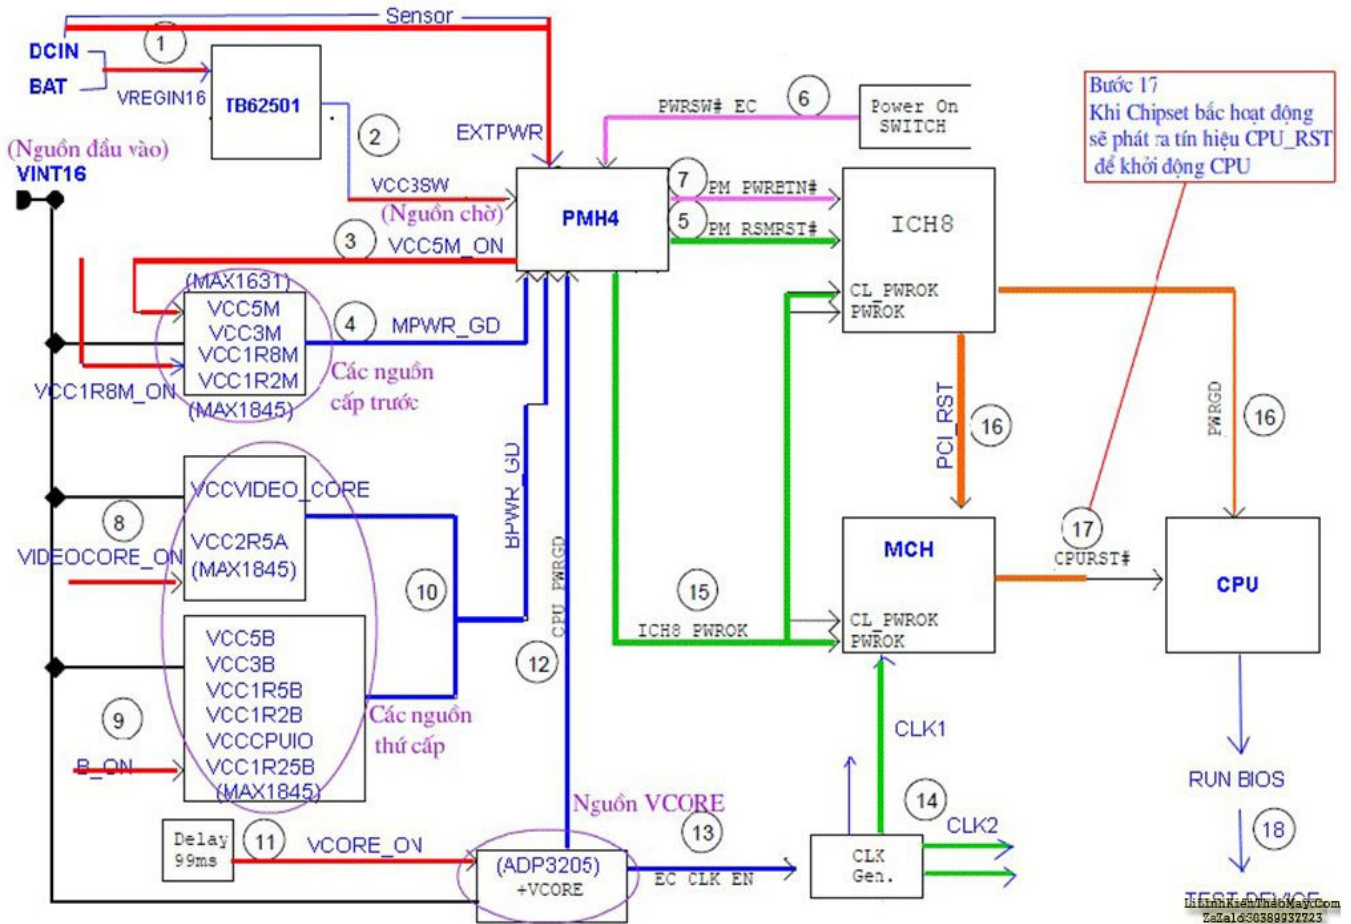 Sensor
1
DCIN
BAT
VREGIN16
TB62501
2
EXTPWR
PWRSW# EC
6
Power On
SWITCH
Bước 17
Khi Chipset bắc hoạt động
sẽ phát ra tín hiệu CPU_RST
để khởi động CPU
(Nguồn đầu vào)
VINT16
VCC3SW
(Nguồn chờ)
PMH4
7
PM PWRBTN#
5
PM RSMRST#
ICH8
3
VCC5M_ON
CL_PWROK
PWROK
(MAX1631)
VCC5M
VCC3M
VCC1R8M
VCC1R2M
(MAX1845)
4
MPWR_GD
VCC1R8M_ON
Các nguồn
cấp trước
PCI_RST
16
PWRGD
16
BPWR_GD
CPU PWRGD
VCCVIDEO_CORE
VCC2R5A
(MAX1845)
8
VIDEOCORE_ON
10
MCH
CL_PWROK
PWROK
17
CPURST#
CPU
15
ICH8 PWROK
12
VCC5B
VCC3B
VCC1R5B
VCC1R2B
VCCCPUIO
VCC1R25B
(MAX1845)
9
B_ON
Các nguồn
thứ cấp
CLK1
RUN BIOS
Nguồn VCORE
13
14
CLK2
18
Delay
99ms
11
VCORE_ON
(ADP3205)
+VCORE
EC CLK EN
CLK
Gen.
TEST DEVICE